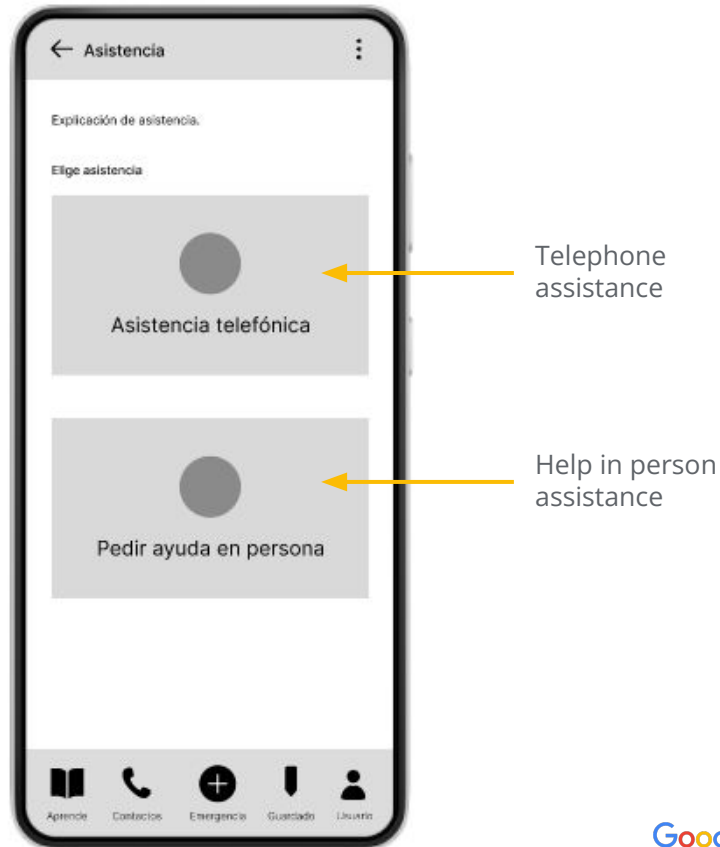 Asistencia
Explicación de asistencia.
Elige asistencia
Asistencia telefónica
Telephone
assistance
Pedir ayuda en persona
Help in person
assistance
Aprende Contactos Emergencia Guardado Usuario
Goo